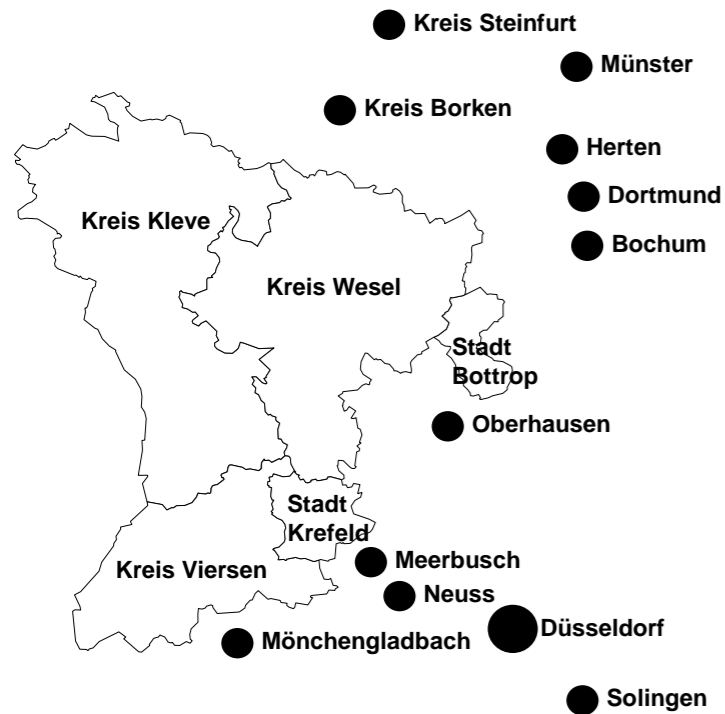 Kreis Steinfurt
Münster
Kreis Borken
Herten
Dortmund
Kreis Kleve
Bochum
Kreis Wesel
Stadt
Bottrop
Oberhausen
Stadt
Krefeld
Meerbusch
Kreis Viersen
Neuss
Düsseldorf
Mönchengladbach
Solingen